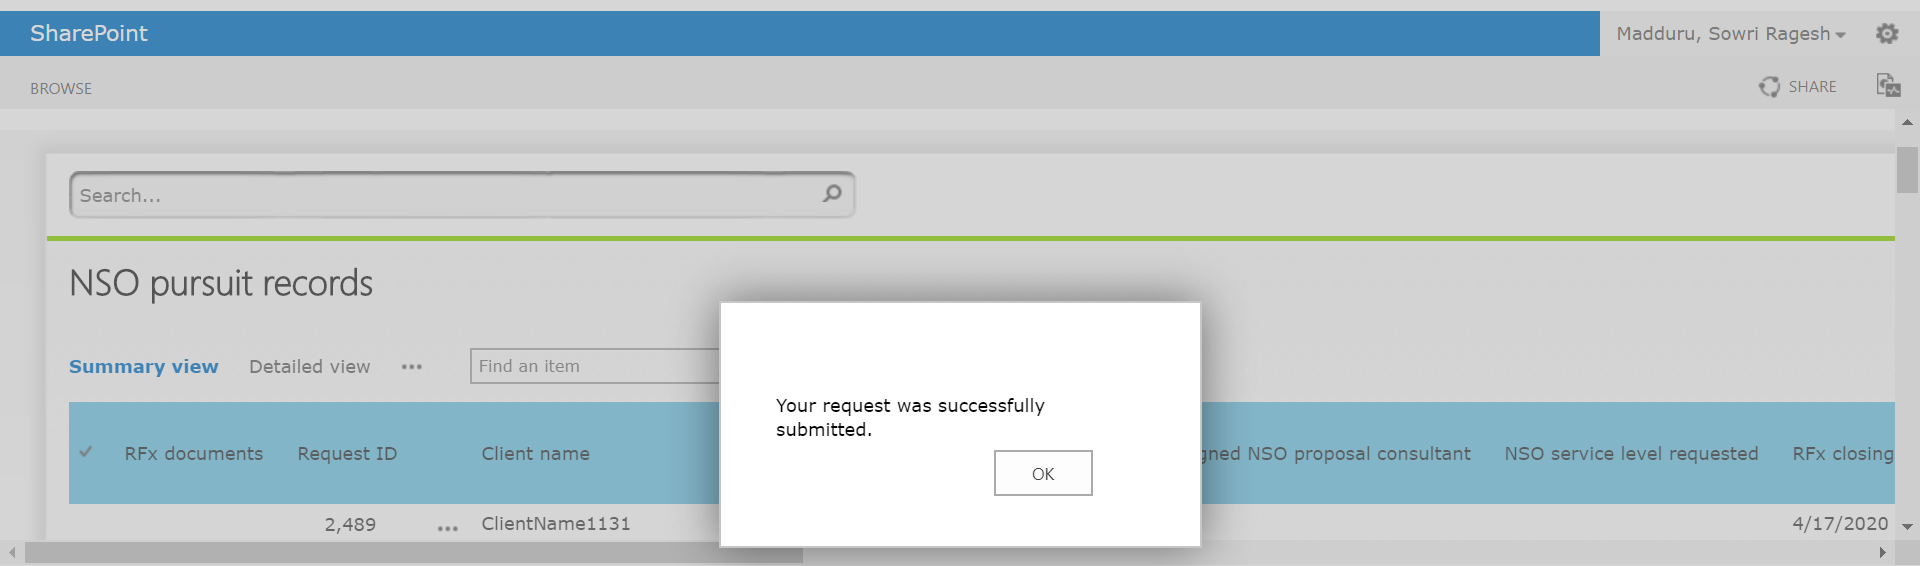 SharePoint
Madduru, Sowri Ragesh
BROWSE
SHARE
Search...
NSO pursuit records
Summary view Detailed view ... Find an item
Your request was successfully
submitted.
OK
RFx documents Request ID Client name gned NSO proposal consultant NSO service level requested RFx closing
2,489 ... ClientName1131 4/17/2020